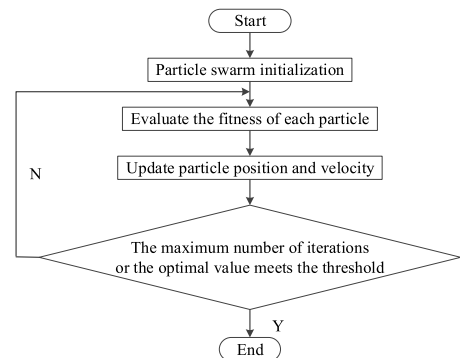 Start
Particle swarm initialization
Evaluate the fitness of each particle
Update particle position and velocity
N
The maximum number of iterations
or the optimal value meets the threshold
Y
End